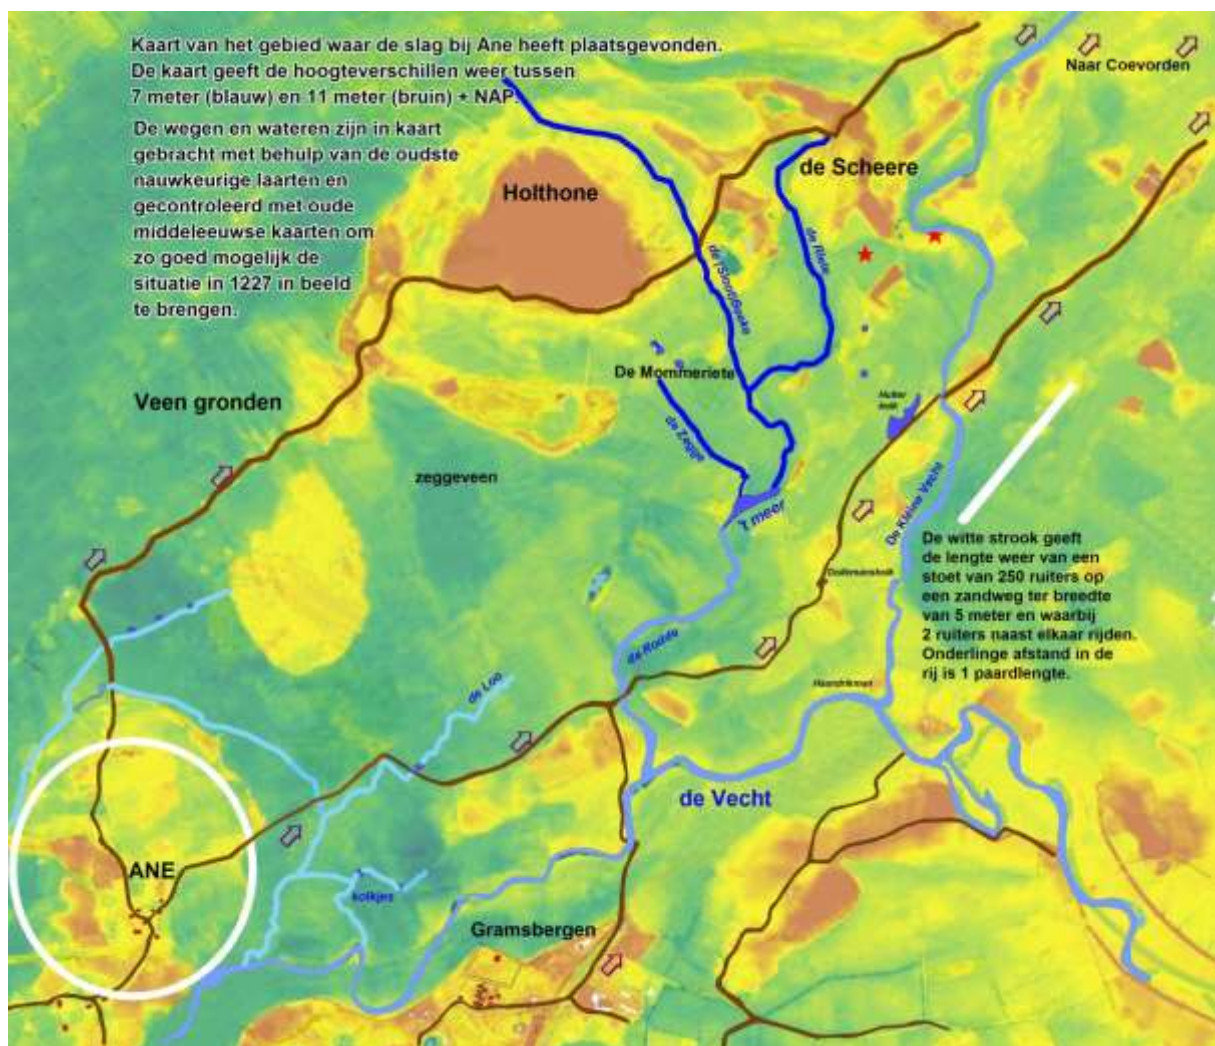 Kaart van het gebied waar de slag bij Ane heeft plaatsgevonden.
De kaart geeft de hoogteverschillen weer tussen
7 meter (blauw) en 11 meter (bruin) + NAP.
De wegen en wateren zijn in kaart
gebracht met behulp van de oudste
nauwkeurige laarten en
gecontroleerd met oude
middeleeuwse kaarten om
zo goed mogelijk de
situatie in 1227 in beeld
te brengen.
Naar Coevorden
de Scheere
Holthone
de Riete
de (Sloot)Beeke
De Mommeriete
Veen gronden
de Zegge
zeggeveen
't meer
De Kleine Vecht
De witte strook geeft
de lengte weer van een
stoet van 250 ruiters op
een zandweg ter breedte
van 5 meter en waarbij
2 ruiters naast elkaar rijden.
Onderlinge afstand in de
rij is 1 paardlengte.
de Rodde
de Loo
de Vecht
ANE
kolkjes
Gramsbergen